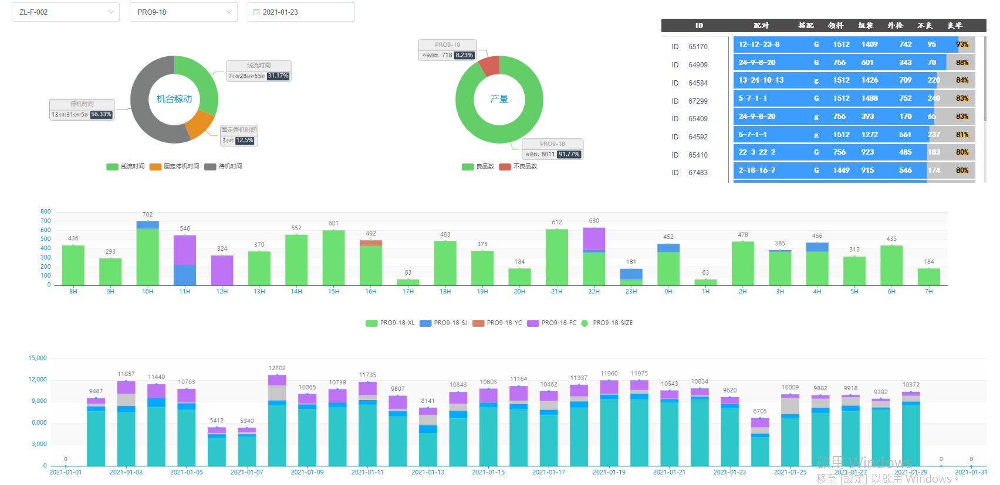 ZL-F-002
PRO9-18
2021-01-23
线流时间
7小时28分钟55秒 31.17%
待机时间
13小时31分钟5秒 56.33%
机台稼动
固定停机时间
3小时 12.5%
线流时间 固定停机时间 待机时间
PRO9-18
不良品数: 718 8.23%
产量
PRO9-18
良品数: 8011 91.77%
良品数 不良品数
ID 配对 搭配 领料 组装 外检 不良 良率
ID 65170 12-12-23-8 G 1512 1409 742 95 93%
ID 64909 24-9-8-20 G 756 601 343 70 88%
ID 64584 13-24-10-13 g 1512 1426 709 220 84%
ID 67299 5-7-1-1 G 1512 1488 752 240 83%
ID 65409 24-9-8-20 g 756 393 170 65 83%
ID 64592 5-7-1-1 g 1512 1272 561 237 81%
ID 65410 22-3-22-2 G 756 923 485 183 80%
ID 67483 2-18-16-7 G 1449 915 546 174 80%
800
700
600
500
400
300
200
100
0
436 293 702 546 324 370 552 601 492 63 483 375 184 612 630 181 452 63 478 385 466 313 435 184
8H 9H 10H 11H 12H 13H 14H 15H 16H 17H 18H 19H 20H 21H 22H 23H 0H 1H 2H 3H 4H 5H 6H 7H
PRO9-18-XL PRO9-18-SJ PRO9-18-YC PRO9-18-FC PRO9-18-SIZE
15,000
12,000
9,000
6,000
3,000
0
0 9487 11857 11440 10763 5412 5340 12702 10065 10738 11735 9807 8141 10343 10803 11164 10462 11337 11960 11975 10543 10834 9620 6705 10009 9882 9918 9382 10372 0 0
2021-01-01 2021-01-03 2021-01-05 2021-01-07 2021-01-09 2021-01-11 2021-01-13 2021-01-15 2021-01-17 2021-01-19 2021-01-21 2021-01-23 2021-01-25 2021-01-27 2021-01-29 2021-01-31
啟用 Windows
移至 [設定] 以啟用 Windows。